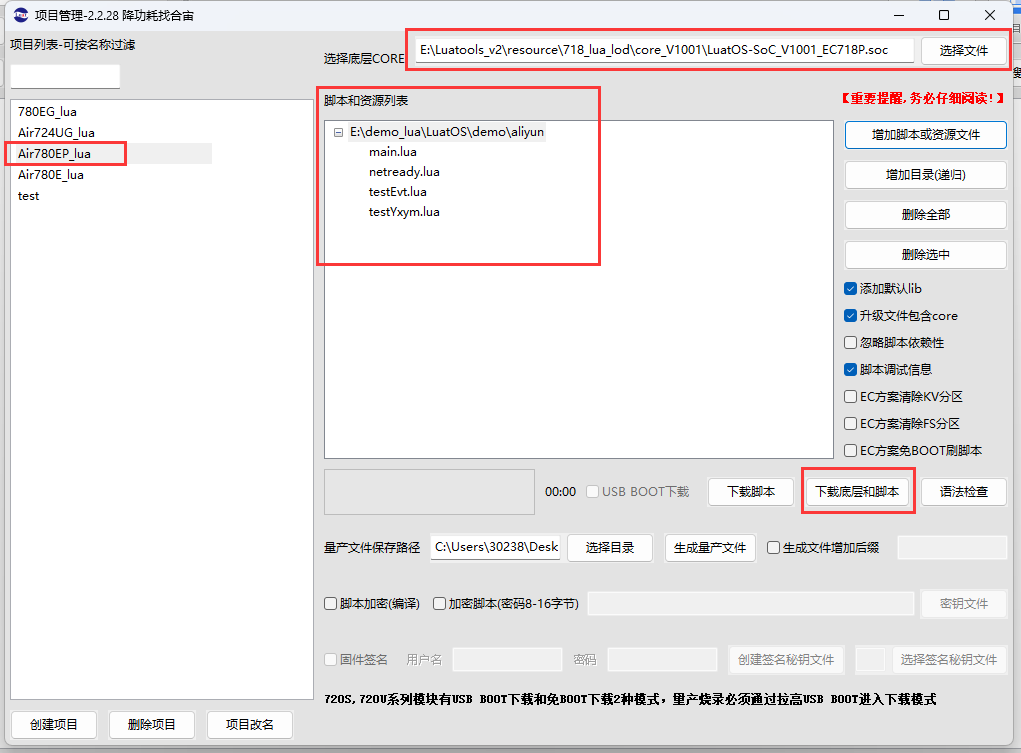 项目管理-2.2.28 降功耗找合宙
项目列表-可按名称过滤
选择底层CORE
E:\Luatools_v2\resource\718_lua_lod\core_V1001\LuatOS-SoC_V1001_EC718P.soc
选择文件
780EG_lua
Air724UG_lua
Air780EP_lua
Air780E_lua
test
脚本和资源列表
E:\demo_lua\LuatOS\demo\aliyun
main.lua
netready.lua
testEvt.lua
testYxym.lua
【重要提醒,务必仔细阅读!】
增加脚本或资源文件
增加目录(递归)
删除全部
删除选中
添加默认lib
升级文件包含core
忽略脚本依赖性
脚本调试信息
EC方案清除KV分区
EC方案清除FS分区
EC方案免BOOT刷脚本
00:00
USB BOOT下载
下载脚本
下载底层和脚本
语法检查
量产文件保存路径
C:\Users\30238\Desk
选择目录
生成量产文件
生成文件增加后缀
脚本加密(编译)
加密脚本(密码8-16字节)
密钥文件
固件签名
用户名
密码
创建签名秘钥文件
选择签名秘钥文件
720S,720U系列模块有USB BOOT下载和免BOOT下载2种模式，量产烧录必须通过拉高USB BOOT进入下载模式
创建项目
删除项目
项目改名